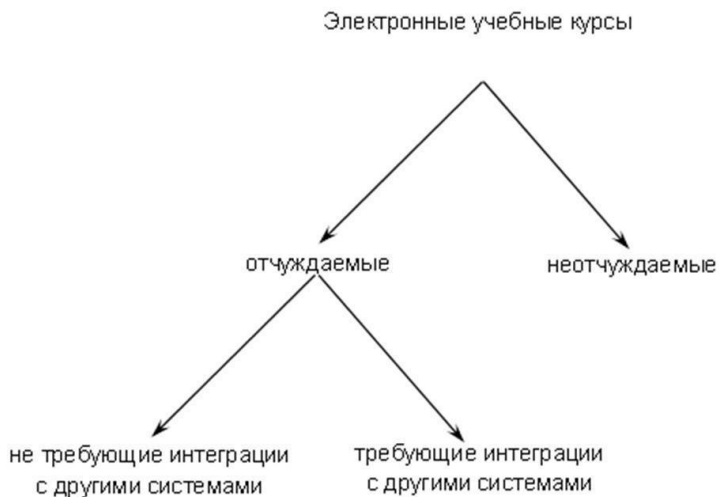 Электронные учебные курсы
отчуждаемые
неотчуждаемые
не требующие интеграции
с другими системами
требующие интеграции
с другими системами